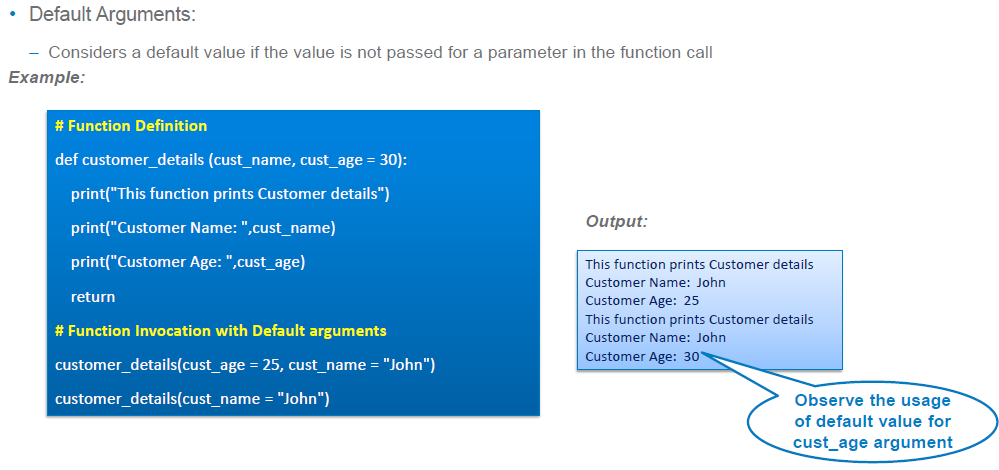 • Default Arguments:
– Considers a default value if the value is not passed for a parameter in the function call
Example:
# Function Definition
def customer_details (cust_name, cust_age = 30):
print("This function prints Customer details")
print("Customer Name: ",cust_name)
print("Customer Age: ",cust_age)
return
# Function Invocation with Default arguments
customer_details(cust_age = 25, cust_name = "John")
customer_details(cust_name = "John")
Output:
This function prints Customer details
Customer Name:  John
Customer Age:  25
This function prints Customer details
Customer Name:  John
Customer Age:  30
Observe the usage
of default value for
cust_age argument